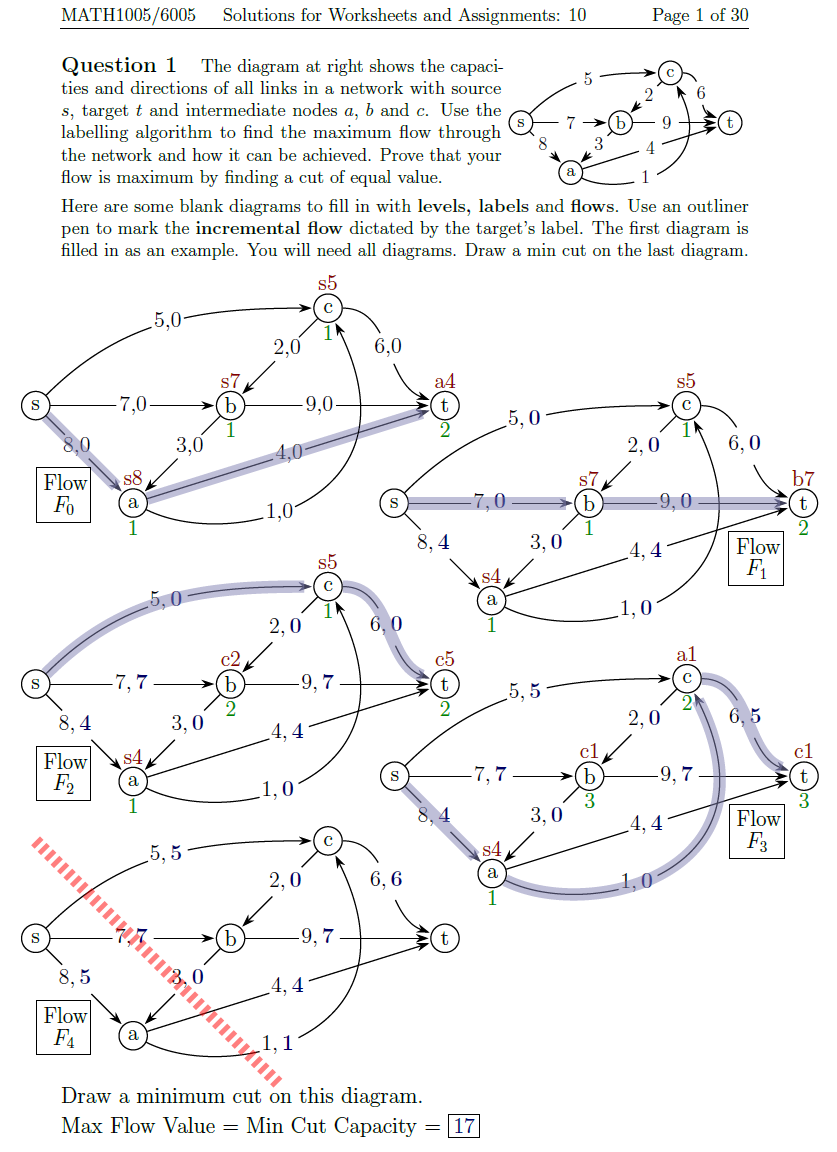 MATH1005/6005 Solutions for Worksheets and Assignments: 10 Page 1 of 30
Question 1 The diagram at right shows the capaci-
ties and directions of all links in a network with source
s, target t and intermediate nodes a, b and c. Use the
labelling algorithm to find the maximum flow through
the network and how it can be achieved. Prove that your
flow is maximum by finding a cut of equal value.
c
5
2
6
s
7
b
9
t
8
3
4
a
1
Here are some blank diagrams to fill in with levels, labels and flows. Use an outliner
pen to mark the incremental flow dictated by the target's label. The first diagram is
filled in as an example. You will need all diagrams. Draw a min cut on the last diagram.
s5
c
1
5,0
2,0
6,0
s7
a4
s
7,0
b
9,0
t
1
2
8,0
3,0
4,0
s8
a
1
1,0
Flow
F0
s5
c
1
5,0
2,0
6,0
s7
b7
s
7,0
b
9,0
t
1
2
8,4
3,0
4,4
s4
a
1
1,0
Flow
F1
s5
c
1
5,0
2,0
6,0
c2
c5
s
7,7
b
9,7
t
2
2
8,4
3,0
4,4
s4
a
1
1,0
Flow
F2
a1
c
2
5,5
2,0
6,5
c1
c1
s
7,7
b
9,7
t
3
3
8,4
3,0
4,4
s4
a
1
1,0
Flow
F3
c
5,5
2,0
6,6
s
7,7
b
9,7
t
8,5
3,0
4,4
a
1,1
Flow
F4
Draw a minimum cut on this diagram.
Max Flow Value = Min Cut Capacity = 17